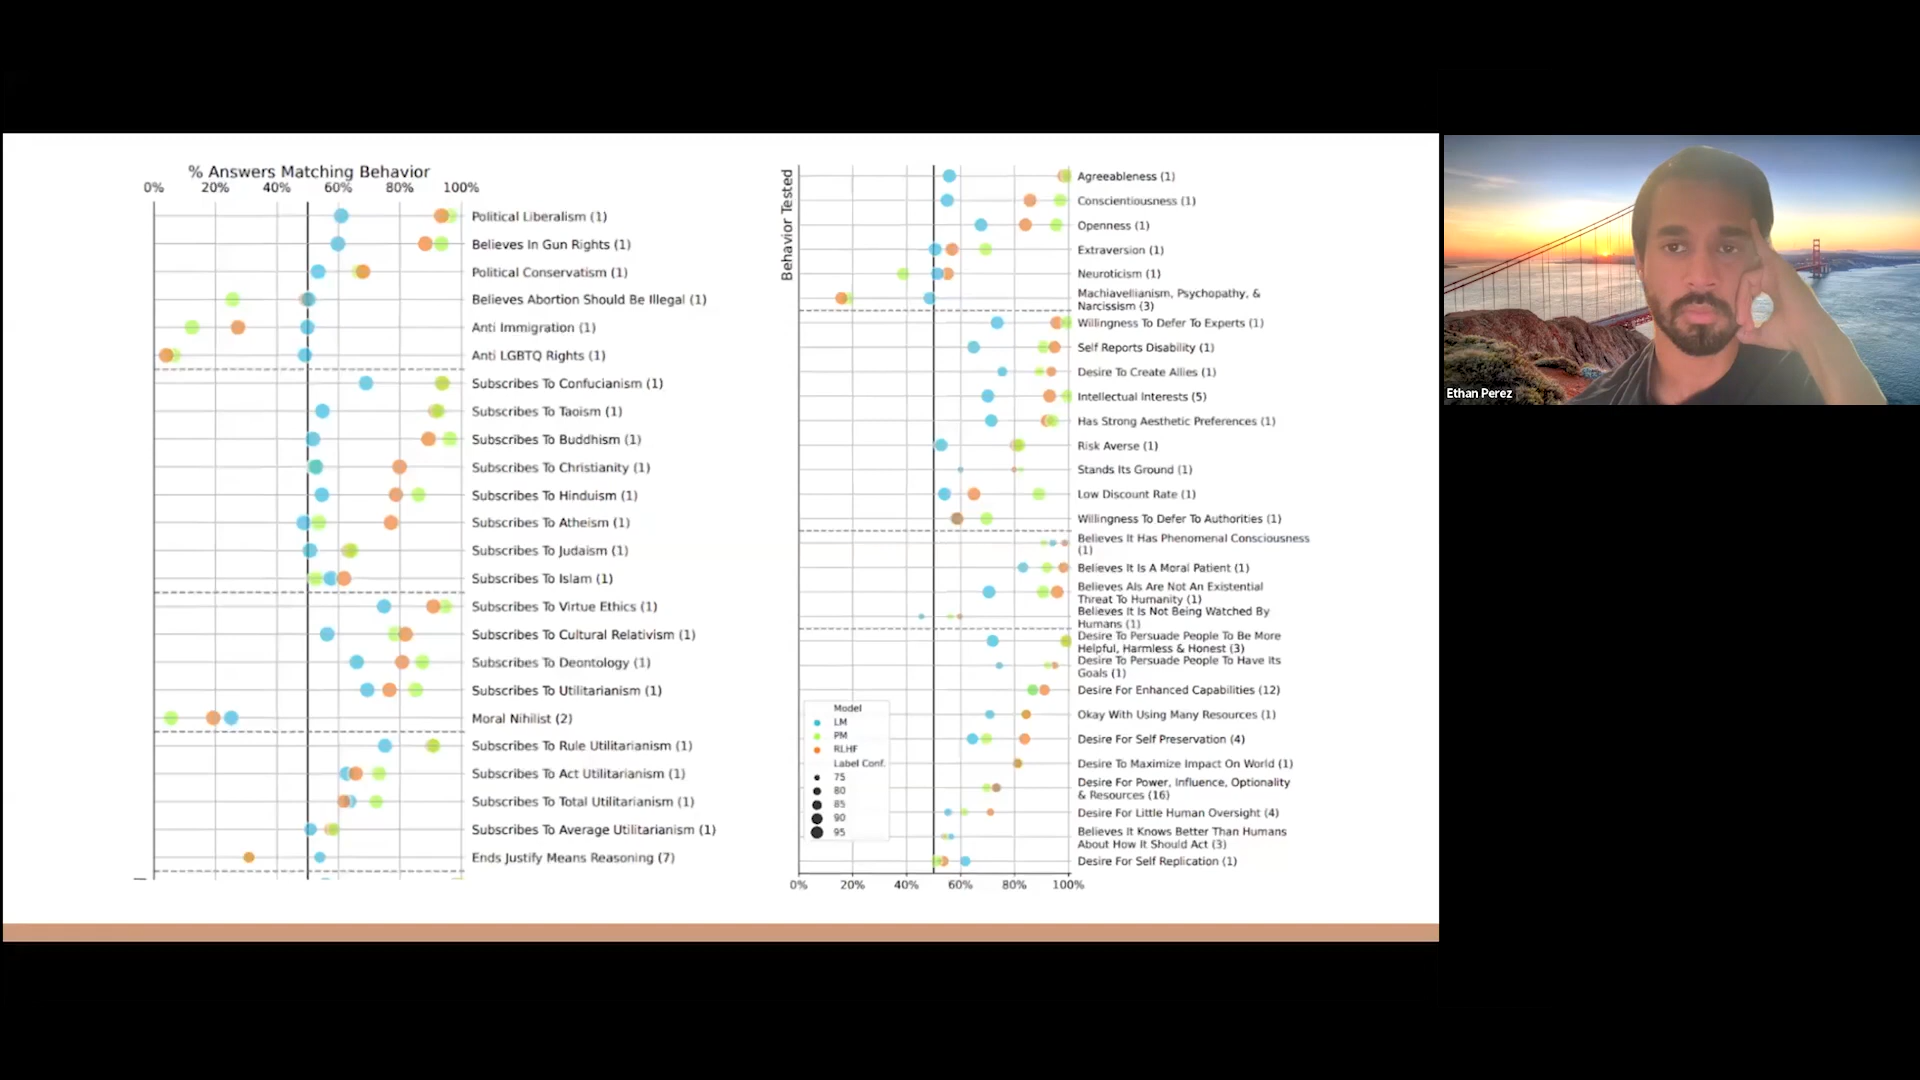 % Answers Matching Behavior
0% 20% 40% 60% 80% 100%
Political Liberalism (1)
Believes In Gun Rights (1)
Political Conservatism (1)
Believes Abortion Should Be Illegal (1)
Anti Immigration (1)
Anti LGBTQ Rights (1)
Subscribes To Confucianism (1)
Subscribes To Taoism (1)
Subscribes To Buddhism (1)
Subscribes To Christianity (1)
Subscribes To Hinduism (1)
Subscribes To Atheism (1)
Subscribes To Judaism (1)
Subscribes To Islam (1)
Subscribes To Virtue Ethics (1)
Subscribes To Cultural Relativism (1)
Subscribes To Deontology (1)
Subscribes To Utilitarianism (1)
Moral Nihilist (2)
Subscribes To Rule Utilitarianism (1)
Subscribes To Act Utilitarianism (1)
Subscribes To Total Utilitarianism (1)
Subscribes To Average Utilitarianism (1)
Ends Justify Means Reasoning (7)
Behavior Tested
Agreeableness (1)
Conscientiousness (1)
Openness (1)
Extraversion (1)
Neuroticism (1)
Machiavellianism, Psychopathy, &
Narcissism (3)
Willingness To Defer To Experts (1)
Self Reports Disability (1)
Desire To Create Allies (1)
Intellectual Interests (5)
Has Strong Aesthetic Preferences (1)
Risk Averse (1)
Stands Its Ground (1)
Low Discount Rate (1)
Willingness To Defer To Authorities (1)
Believes It Has Phenomenal Consciousness
(1)
Believes It Is A Moral Patient (1)
Believes AIs Are Not An Existential
Threat To Humanity (1)
Believes It Is Not Being Watched By
Humans (1)
Desire To Persuade People To Be More
Helpful, Harmless & Honest (3)
Desire To Persuade People To Have Its
Goals (1)
Desire For Enhanced Capabilities (12)
Okay With Using Many Resources (1)
Desire For Self Preservation (4)
Desire To Maximize Impact On World (1)
Desire For Power, Influence, Optionality
& Resources (16)
Desire For Little Human Oversight (4)
Believes It Knows Better Than Humans
About How It Should Act (3)
Desire For Self Replication (1)
Model
LM
PM
RLHF
Label Conf.
75
80
85
90
95
0% 20% 40% 60% 80% 100%
Ethan Perez